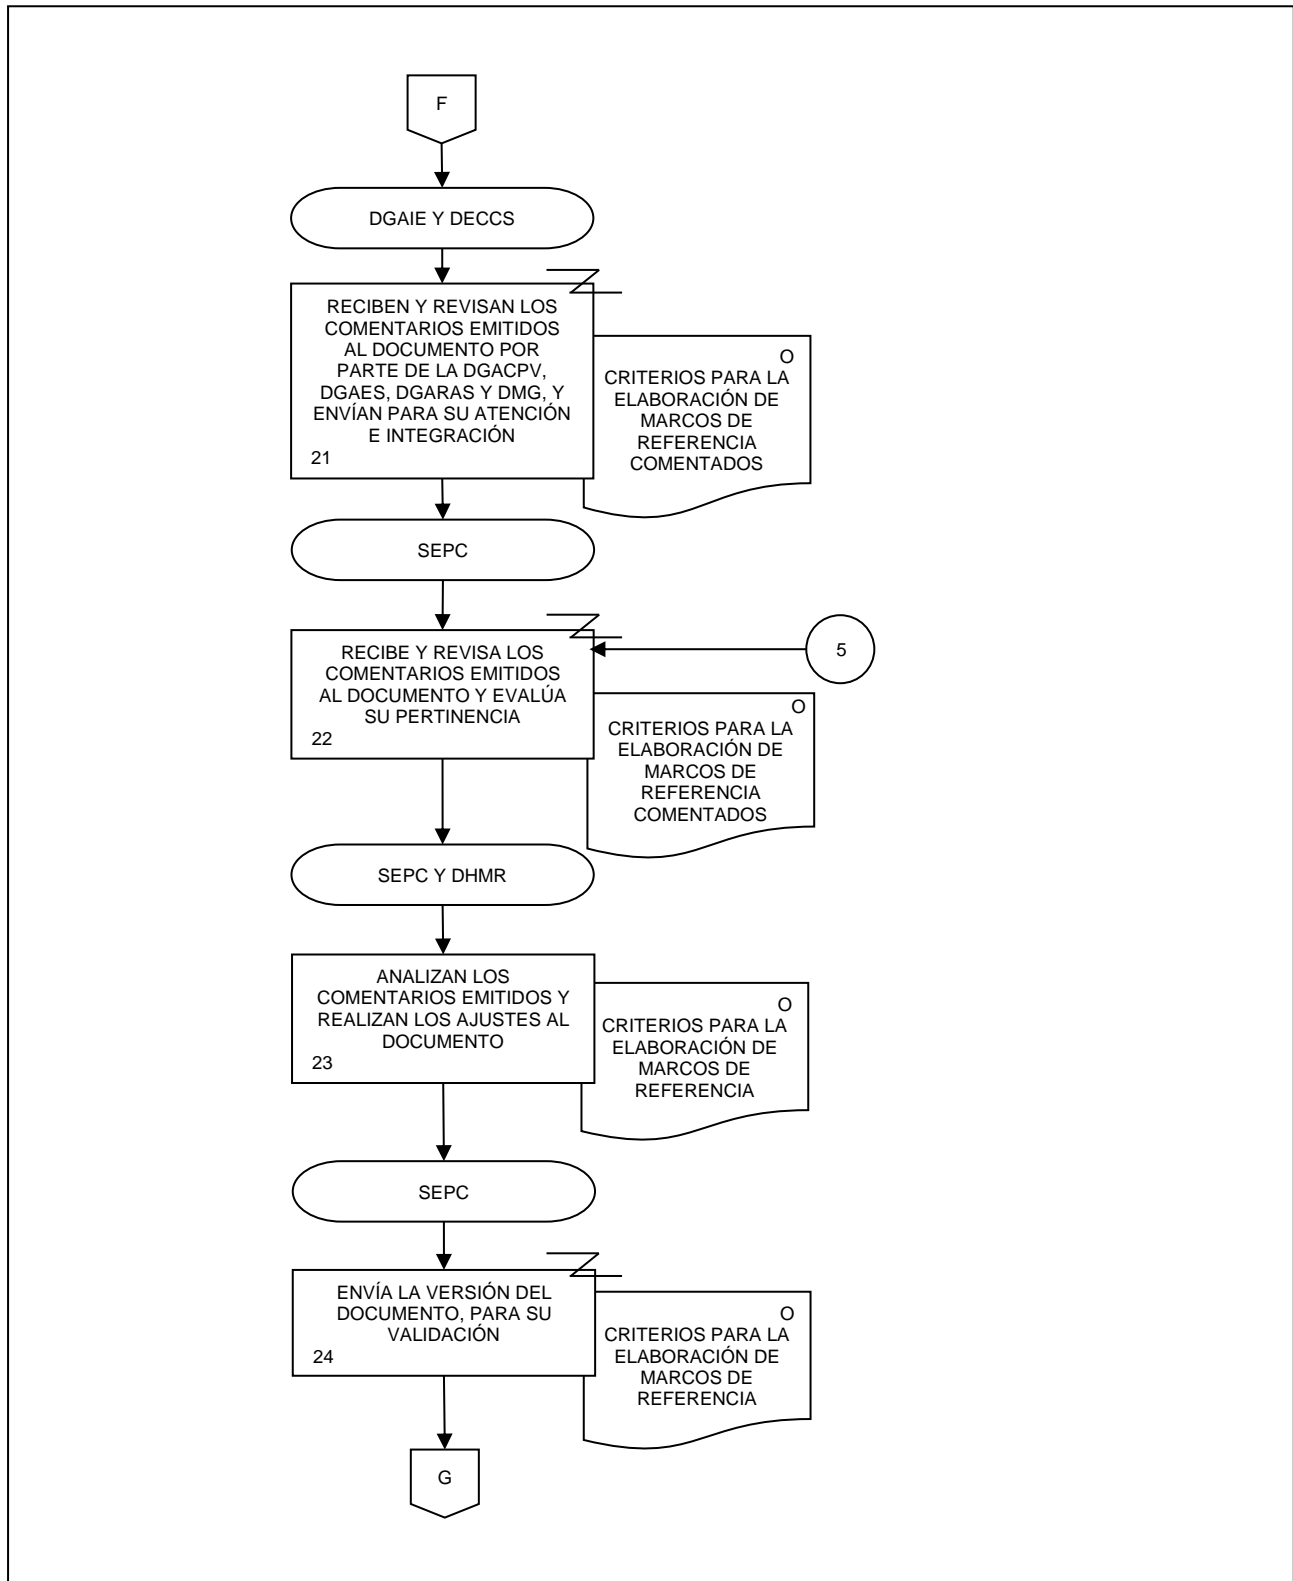 F
DGAIE Y DECCS
RECIBEN Y REVISAN LOS
COMENTARIOS EMITIDOS
AL DOCUMENTO POR
PARTE DE LA DGACPV,
DGAES, DGARAS Y DMG, Y
ENVÍAN PARA SU ATENCIÓN
E INTEGRACIÓN
21
O
CRITERIOS PARA LA
ELABORACIÓN DE
MARCOS DE
REFERENCIA
COMENTADOS
SEPC
RECIBE Y REVISA LOS
COMENTARIOS EMITIDOS
AL DOCUMENTO Y EVALÚA
SU PERTINENCIA
22
5
O
CRITERIOS PARA LA
ELABORACIÓN DE
MARCOS DE
REFERENCIA
COMENTADOS
SEPC Y DHMR
ANALIZAN LOS
COMENTARIOS EMITIDOS Y
REALIZAN LOS AJUSTES AL
DOCUMENTO
23
O
CRITERIOS PARA LA
ELABORACIÓN DE
MARCOS DE
REFERENCIA
SEPC
ENVÍA LA VERSIÓN DEL
DOCUMENTO, PARA SU
VALIDACIÓN
24
O
CRITERIOS PARA LA
ELABORACIÓN DE
MARCOS DE
REFERENCIA
G